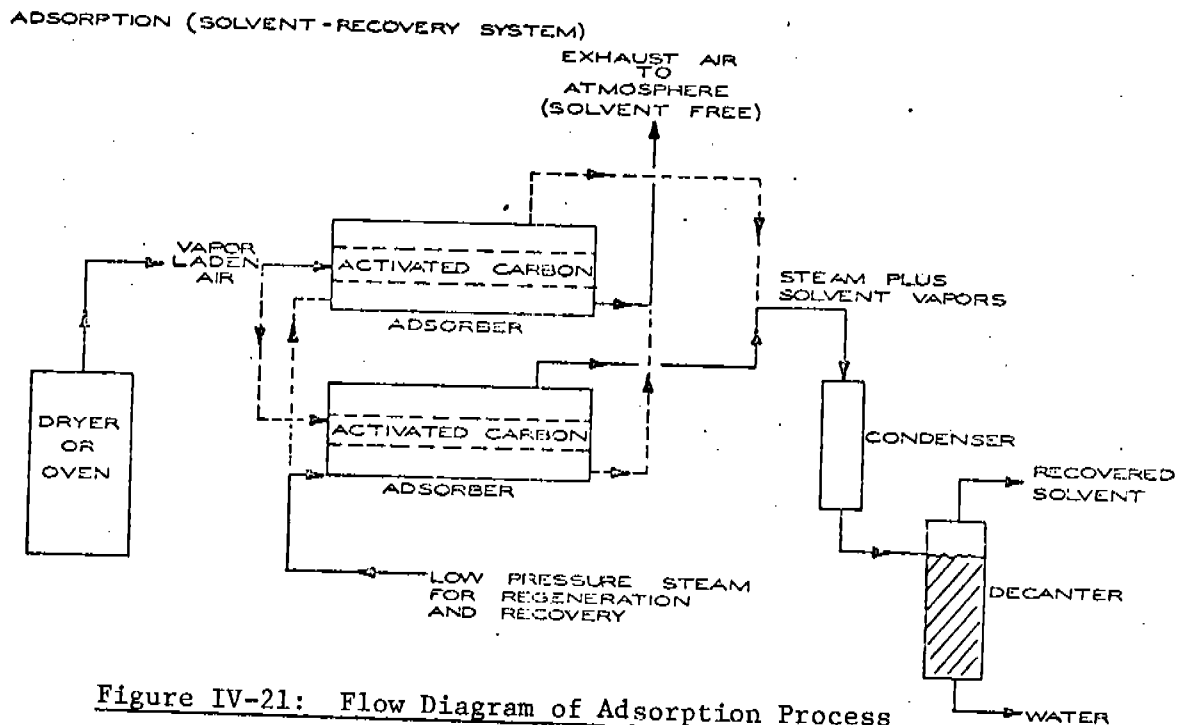 ADSORPTION (SOLVENT-RECOVERY SYSTEM)
EXHAUST AIR
TO
ATMOSPHERE
(SOLVENT FREE)
VAPOR
LADEN
AIR
ACTIVATED CARBON
ADSORBER
STEAM PLUS
SOLVENT VAPORS
DRYER
OR
OVEN
ACTIVATED CARBON
ADSORBER
CONDENSER
RECOVERED
SOLVENT
LOW PRESSURE STEAM
FOR REGENERATION
AND RECOVERY
DECANTER
WATER
Figure IV-21: Flow Diagram of Adsorption Process